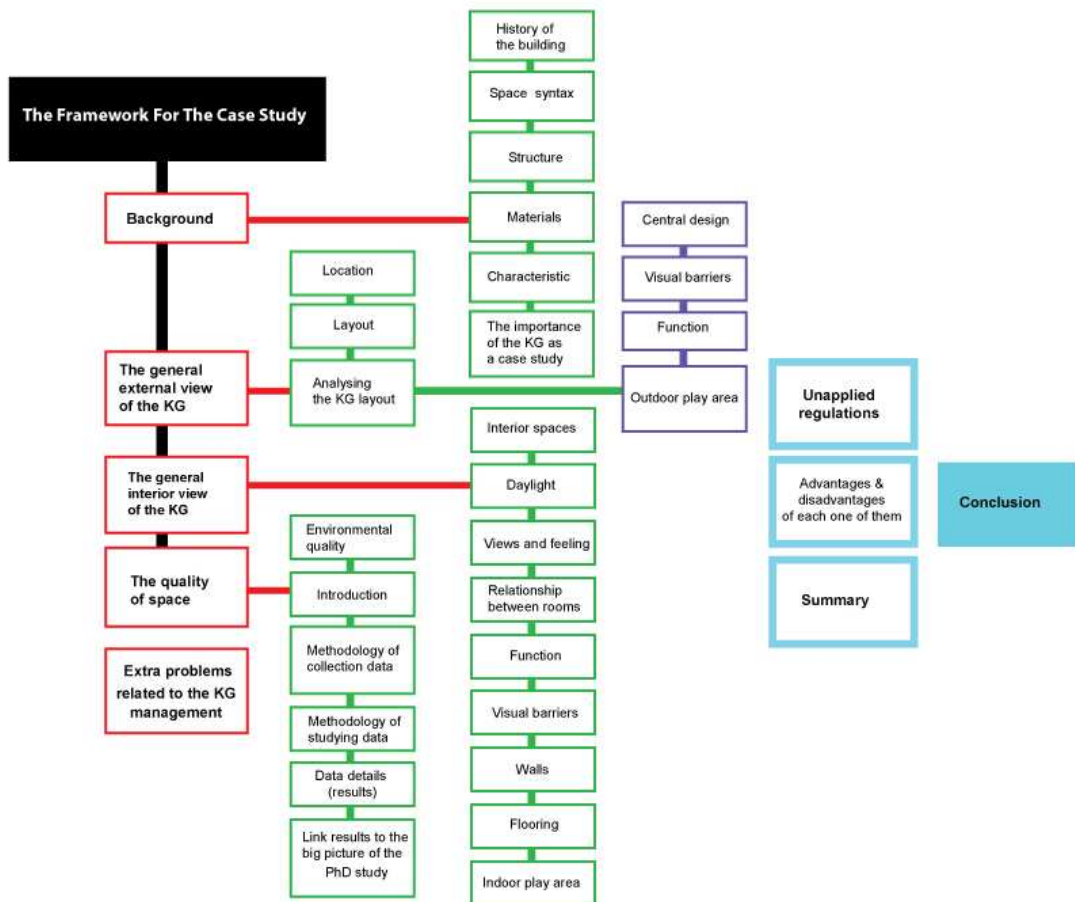 The Framework For The Case Study
Background
The general
external view
of the KG
The general
interior view
of the KG
The quality
of space
Extra problems
related to the KG
management
Location
Layout
Analysing
the KG layout
Environmental
quality
Introduction
Methodology of
collection data
Methodology of
studying data
Data details
(results)
Link results to the
big picture of the
PhD study
History of
the building
Space syntax
Structure
Materials
Characteristic
The importance
of the KG as
a case study
Interior spaces
Daylight
Views and feeling
Relationship
between rooms
Function
Visual barriers
Walls
Flooring
Indoor play area
Central design
Visual barriers
Function
Outdoor play area
Unapplied
regulations
Advantages &
disadvantages
of each one of them
Summary
Conclusion